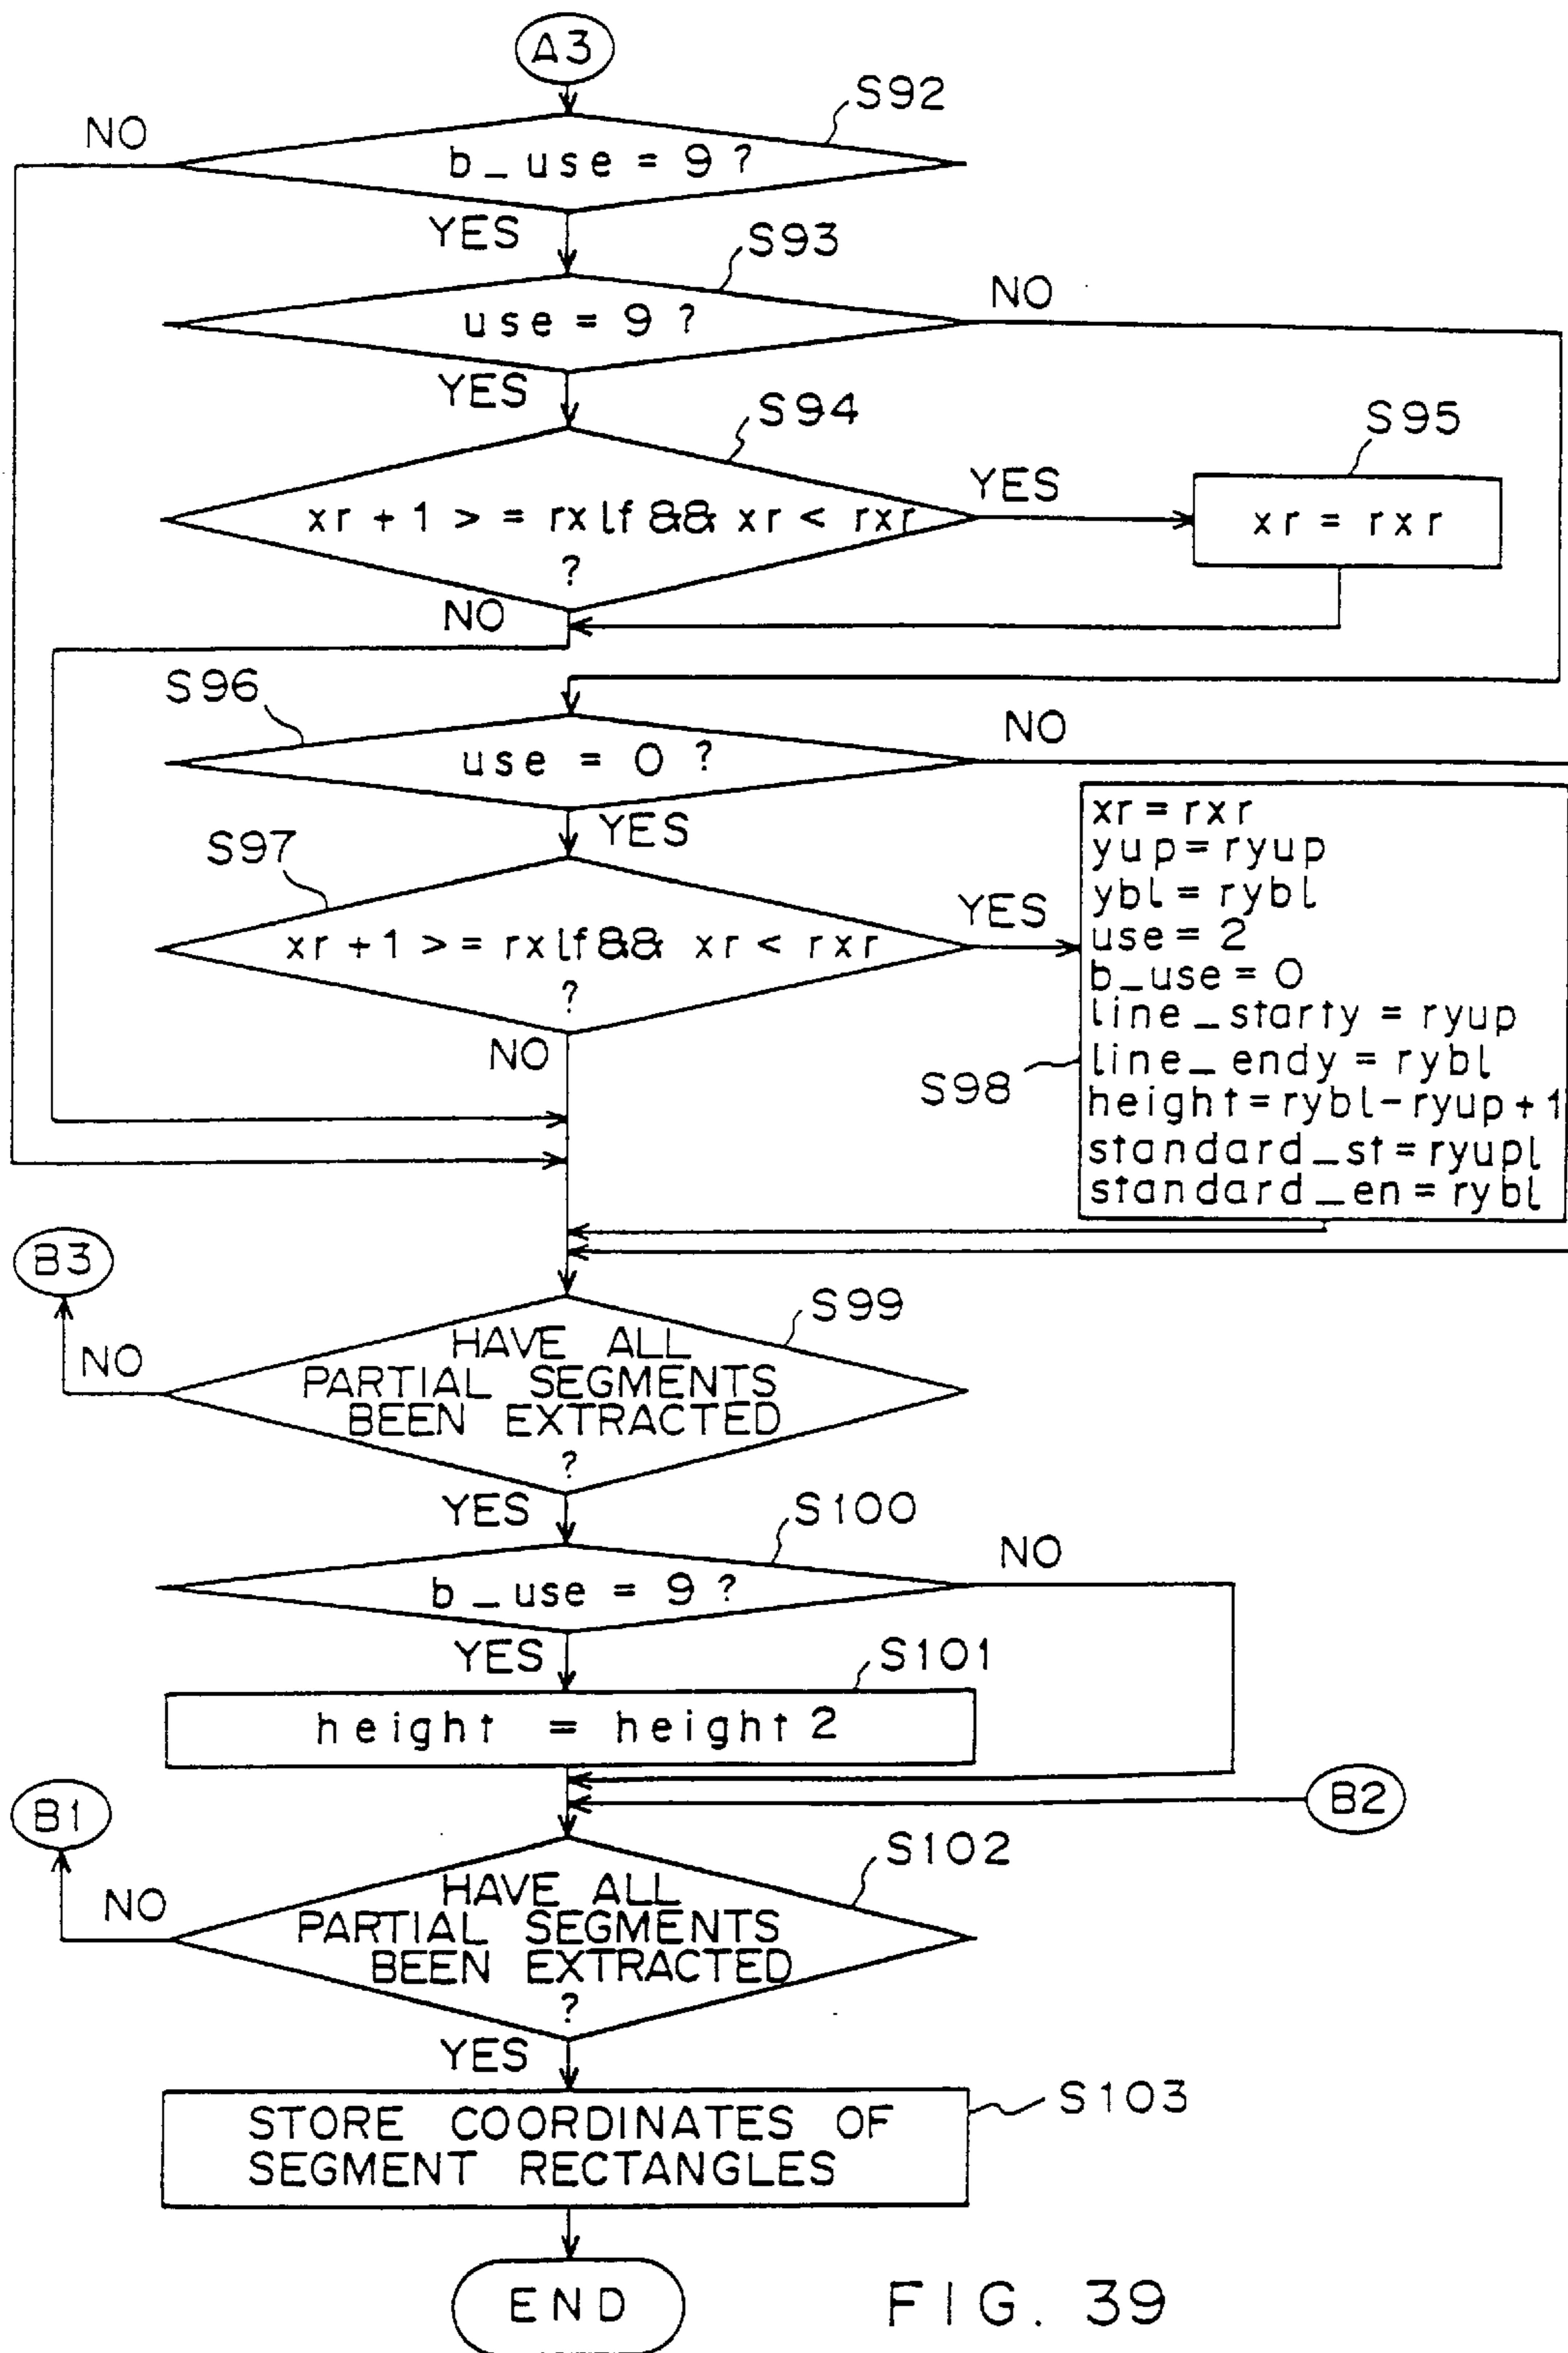 A3
S92
NO
b_use = 9 ?
YES
S93
NO
use = 9 ?
YES
S94
S95
YES
xr + 1 > = rxlf && xr < rxr
?
xr = rxr
NO
S96
NO
use = 0 ?
YES
S97
YES
xr + 1 > = rxlf && xr < rxr
?
NO
xr = rxr
yup = ryup
ybl = rybl
use = 2
b_use = 0
line_starty = ryup
line_endy = rybl
height = rybl-ryup+1
standard_st = ryupl
standard_en = rybl
S98
B3
S99
NO
HAVE ALL
PARTIAL SEGMENTS
BEEN EXTRACTED
?
YES
S100
NO
b_use = 9 ?
YES
S101
height = height 2
B1
B2
S102
NO
HAVE ALL
PARTIAL SEGMENTS
BEEN EXTRACTED
?
YES
S103
STORE COORDINATES OF
SEGMENT RECTANGLES
END
FIG. 39